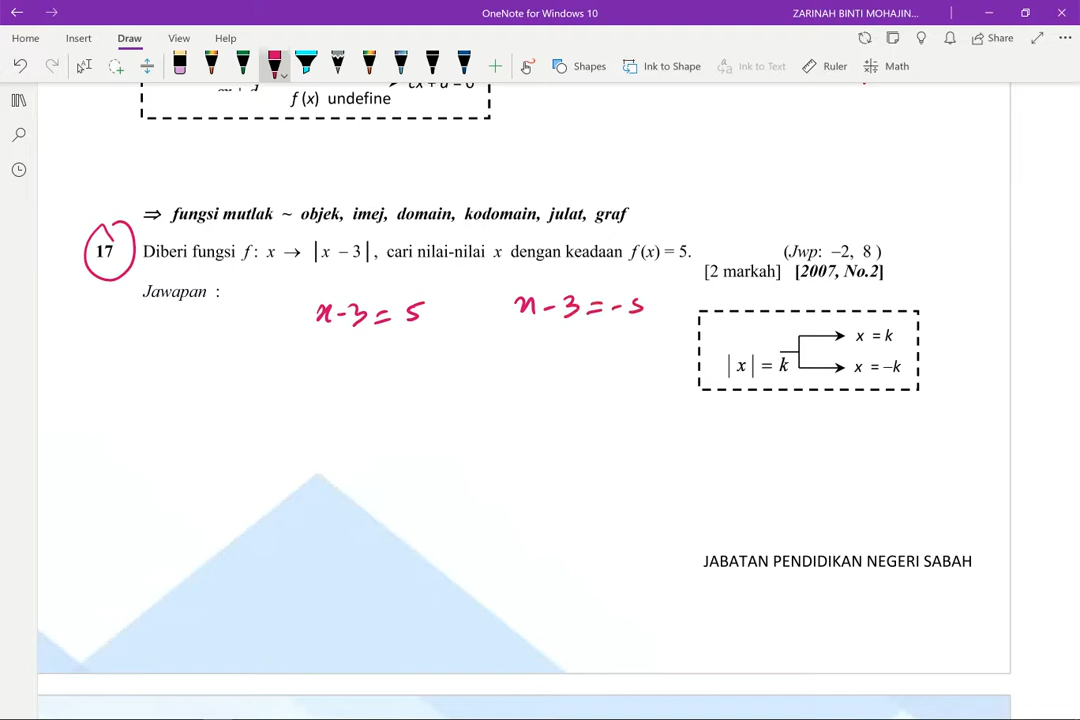 OneNote for Windows 10
ZARINAH BINTI MOHAJIN...
Home Insert Draw View Help
Share
Shapes Ink to Shape Ink to Text Ruler Math
cx + d = 0
f (x) undefine
⇒ fungsi mutlak ~ objek, imej, domain, kodomain, julat, graf
17 Diberi fungsi f : x → | x − 3 | , cari nilai-nilai x dengan keadaan f (x) = 5. (Jwp: −2, 8 )
[2 markah] [2007, No.2]
Jawapan :
x - 3 = 5 x - 3 = - 5
x = k
| x | = k
x = −k
JABATAN PENDIDIKAN NEGERI SABAH